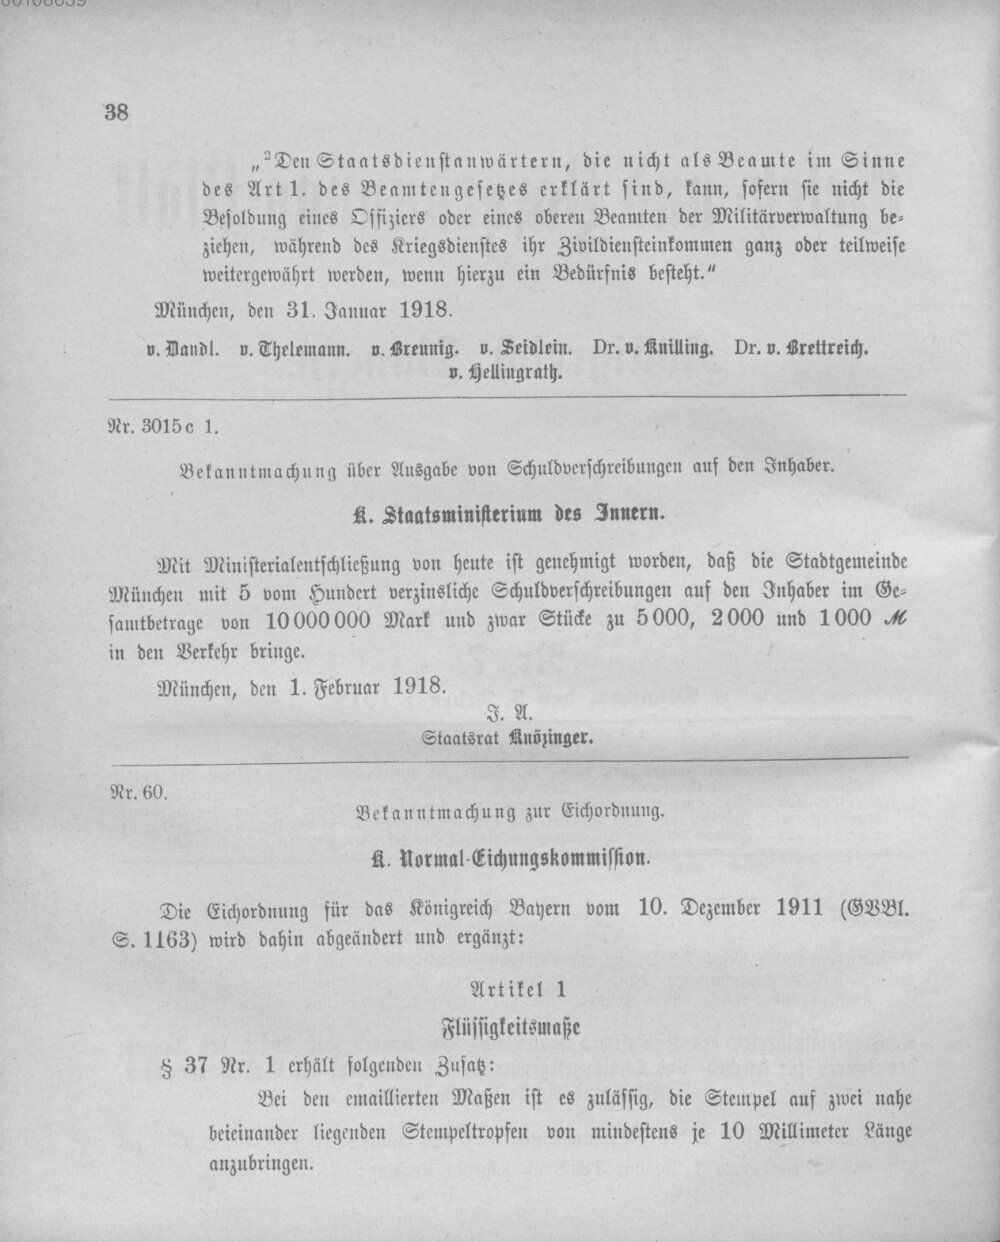 38
„²Den Staatsdienstanwärtern, die nicht als Beamte im Sinne
des Art 1. des Beamtengesetzes erklärt sind, kann, sofern sie nicht die
Besoldung eines Offiziers oder eines oberen Beamten der Militärverwaltung be-
ziehen, während des Kriegsdienstes ihr Zivildiensteinkommen ganz oder teilweise
weitergewährt werden, wenn hierzu ein Bedürfnis besteht.“
München, den 31. Januar 1918.
v. Dandl. v. Thelemann. v. Breunig. v. Seidlein. Dr. v. Knilling. Dr. v. Brettreich.
v. Hellingrath.
Nr. 3015c 1.
Bekanntmachung über Ausgabe von Schuldverschreibungen auf den Inhaber.
K. Staatsministerium des Innern.
Mit Ministerialentschließung von heute ist genehmigt worden, daß die Stadtgemeinde
München mit 5 vom Hundert verzinsliche Schuldverschreibungen auf den Inhaber im Ge-
samtbetrage von 10 000 000 Mark und zwar Stücke zu 5 000, 2 000 und 1 000 ℳ
in den Verkehr bringe.
München, den 1. Februar 1918.
J. A.
Staatsrat Knözinger.
Nr. 60.
Bekanntmachung zur Eichordnung.
K. Normal-Eichungskommission.
Die Eichordnung für das Königreich Bayern vom 10. Dezember 1911 (GVBl.
S. 1163) wird dahin abgeändert und ergänzt:
Artikel 1
Flüssigkeitsmaße
§ 37 Nr. 1 erhält folgenden Zusatz:
Bei den emaillierten Maßen ist es zulässig, die Stempel auf zwei nahe
beieinander liegenden Stempeltropfen von mindestens je 10 Millimeter Länge
anzubringen.